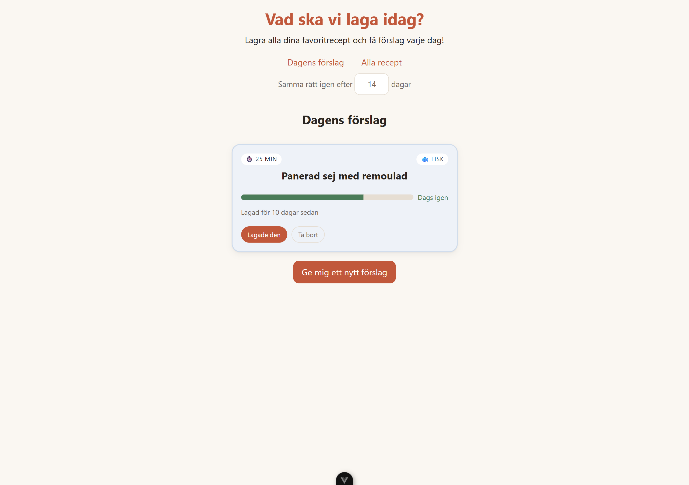 Vad ska vi laga idag?
Lagra alla dina favoritrecept och få förslag varje dag!
Dagens förslag Alla recept
Samma rätt igen efter 14 dagar
Dagens förslag
25 MIN FISK
Panerad sej med remoulad
Dags igen
Lagad för 10 dagar sedan
Lagade den Ta bort
Ge mig ett nytt förslag